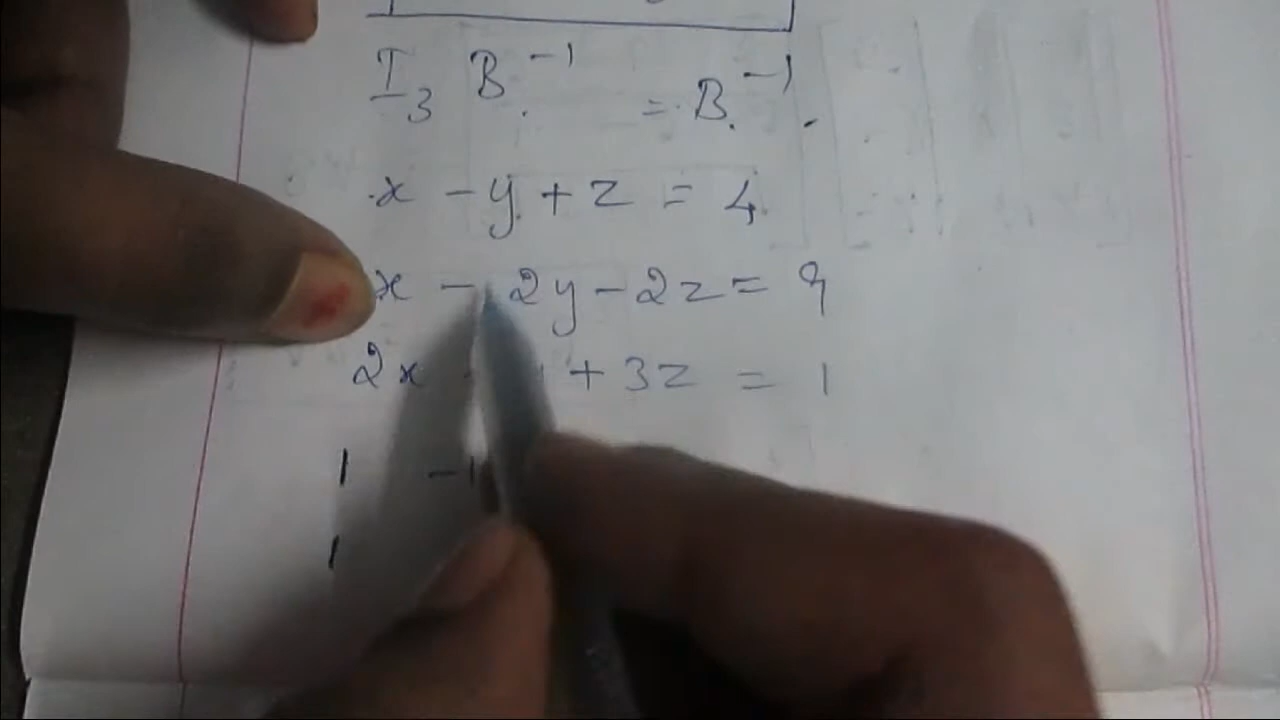 I₃ B⁻¹ = B⁻¹.
x - y + z = 4
x - 2y - 2z = 9
2x + 3z = 1
1 -1
1